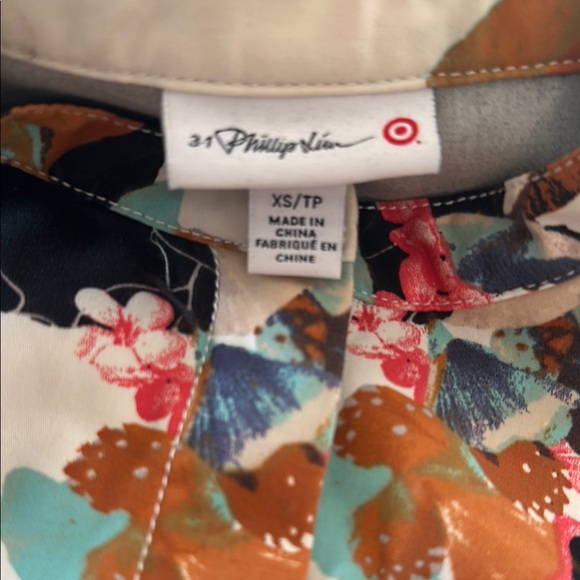 3.1 Phillip Lim
XS/TP
MADE IN
CHINA
FABRIQUÉ EN
CHINE